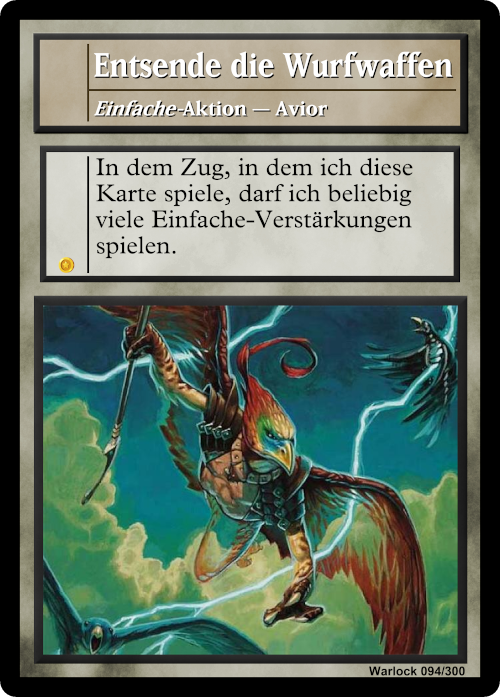 Entsende die Wurfwaffen
Einfache-Aktion — Avior
In dem Zug, in dem ich diese
Karte spiele, darf ich beliebig
viele Einfache-Verstärkungen
spielen.
Warlock 094/300